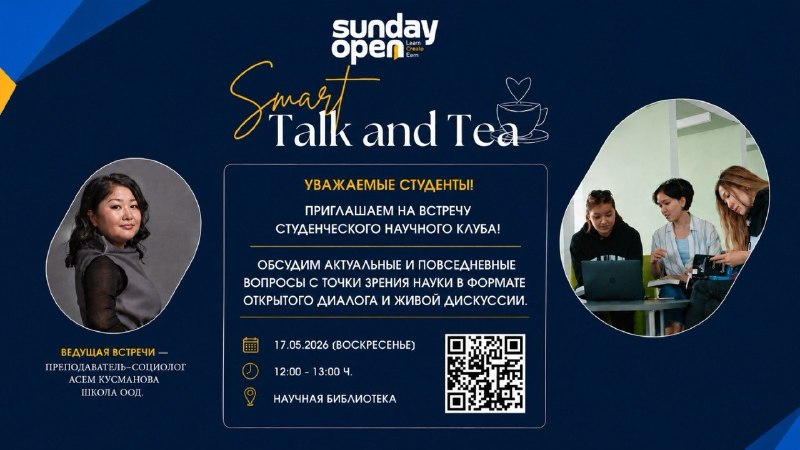 sunday
open
Learn
Create
Earn
Smart
Talk and Tea
УВАЖАЕМЫЕ СТУДЕНТЫ!
ПРИГЛАШАЕМ НА ВСТРЕЧУ
СТУДЕНЧЕСКОГО НАУЧНОГО КЛУБА!
ОБСУДИМ АКТУАЛЬНЫЕ И ПОВСЕДНЕВНЫЕ
ВОПРОСЫ С ТОЧКИ ЗРЕНИЯ НАУКИ В ФОРМАТЕ
ОТКРЫТОГО ДИАЛОГА И ЖИВОЙ ДИСКУССИИ.
17.05.2026 (ВОСКРЕСЕНЬЕ)
12:00 - 13:00 Ч.
НАУЧНАЯ БИБЛИОТЕКА
ВЕДУЩАЯ ВСТРЕЧИ —
ПРЕПОДАВАТЕЛЬ-СОЦИОЛОГ
АСЕМ КУСМАНОВА
ШКОЛА ООД.